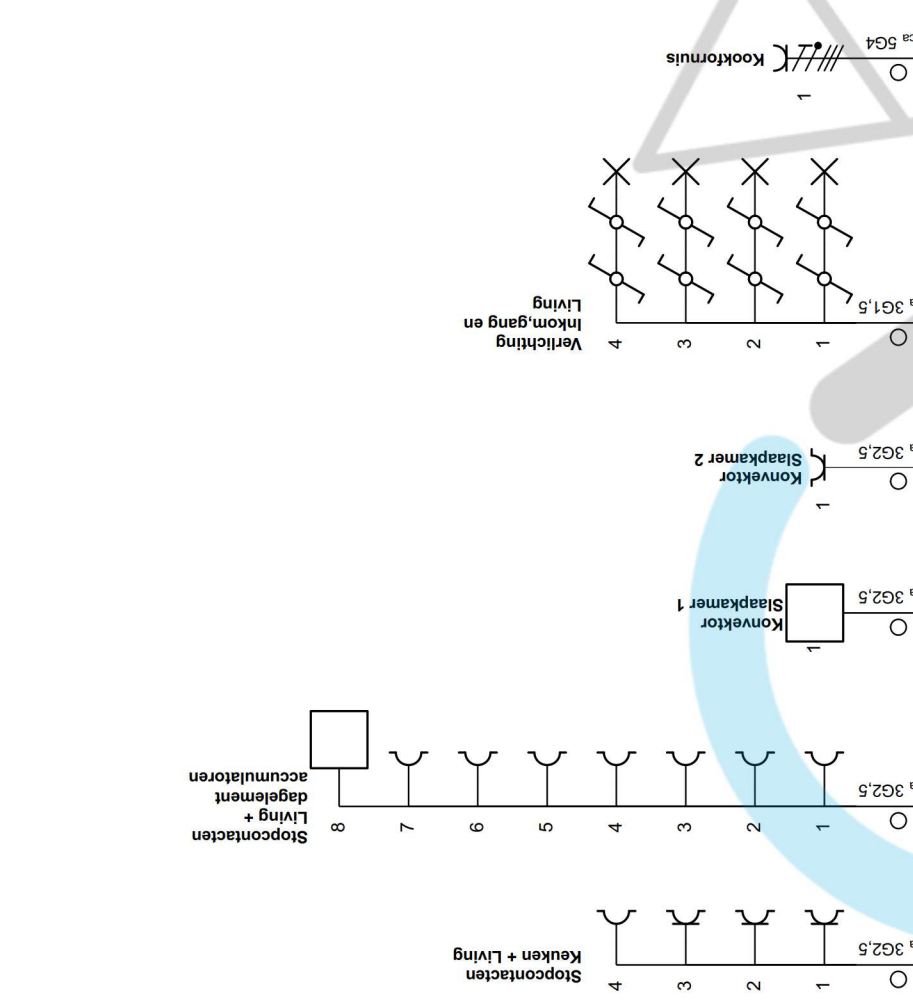 a 3G2,5
1 2 3 4
Stopcontacten
Keuken + Living
a 3G2,5
1 2 3 4 5 6 7 8
Stopcontacten
Living +
dagelement
accumulatoren
a 3G2,5
1
Konvektor
Slaapkamer 1
a 3G2,5
1
Konvektor
Slaapkamer 2
a 3G1,5
1 2 3 4
Verlichting
Inkom,gang en
Living
ca 5G4
1
Kookfornuis